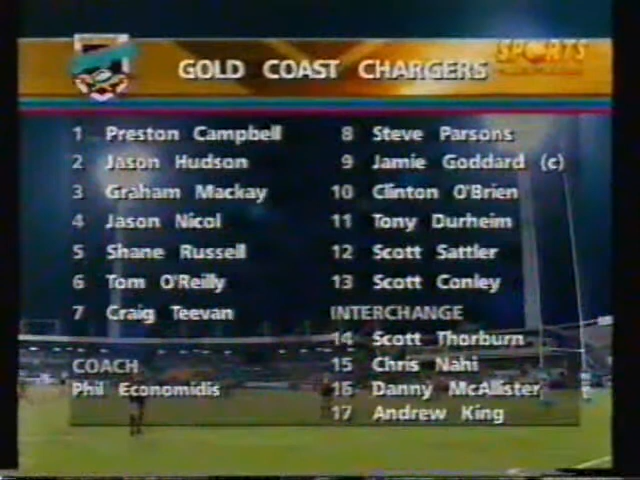 SPORTS
GOLD COAST CHARGERS
1 Preston Campbell
2 Jason Hudson
3 Graham Mackay
4 Jason Nicol
5 Shane Russell
6 Tom O'Reilly
7 Craig Teevan
COACH
Phil Economidis
8 Steve Parsons
9 Jamie Goddard (c)
10 Clinton O'Brien
11 Tony Durheim
12 Scott Sattler
13 Scott Conley
INTERCHANGE
14 Scott Thorburn
15 Chris Nahi
16 Danny McAllister
17 Andrew King